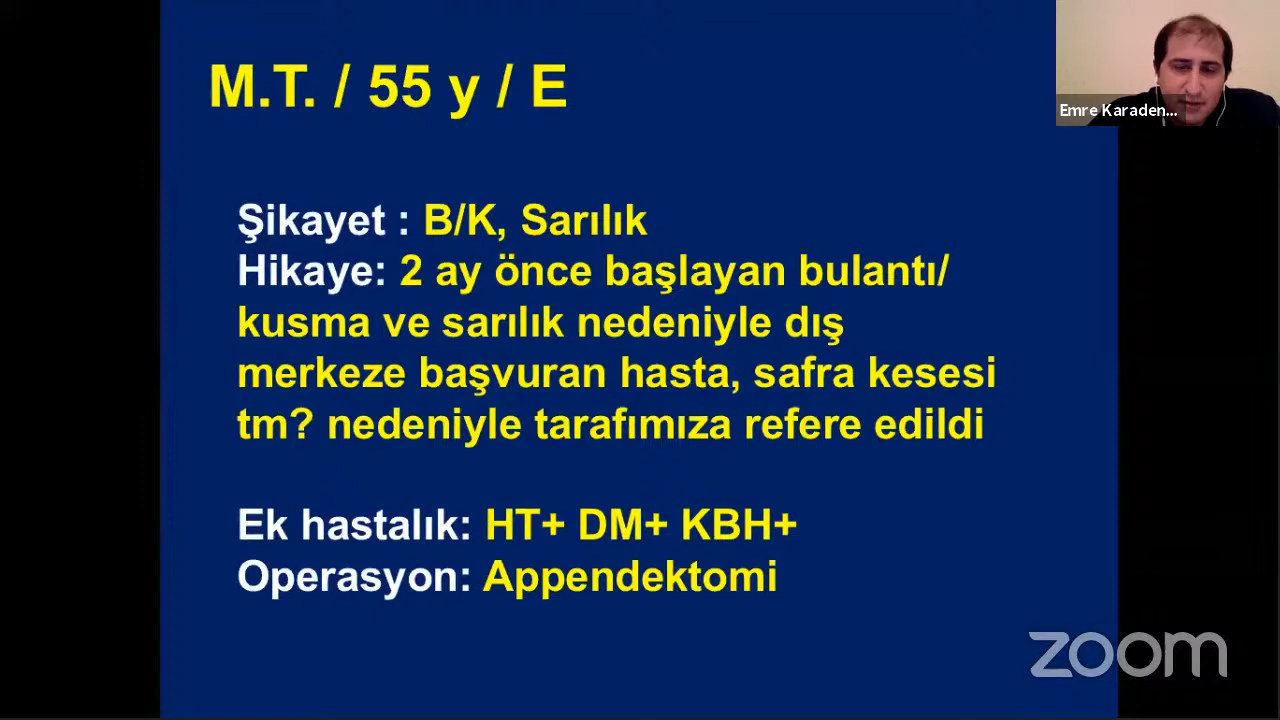 M.T. / 55 y / E
Emre Karaden...
Şikayet : B/K, Sarılık
Hikaye: 2 ay önce başlayan bulantı/
kusma ve sarılık nedeniyle dış
merkeze başvuran hasta, safra kesesi
tm? nedeniyle tarafımıza refere edildi
Ek hastalık: HT+ DM+ KBH+
Operasyon: Appendektomi
zoom